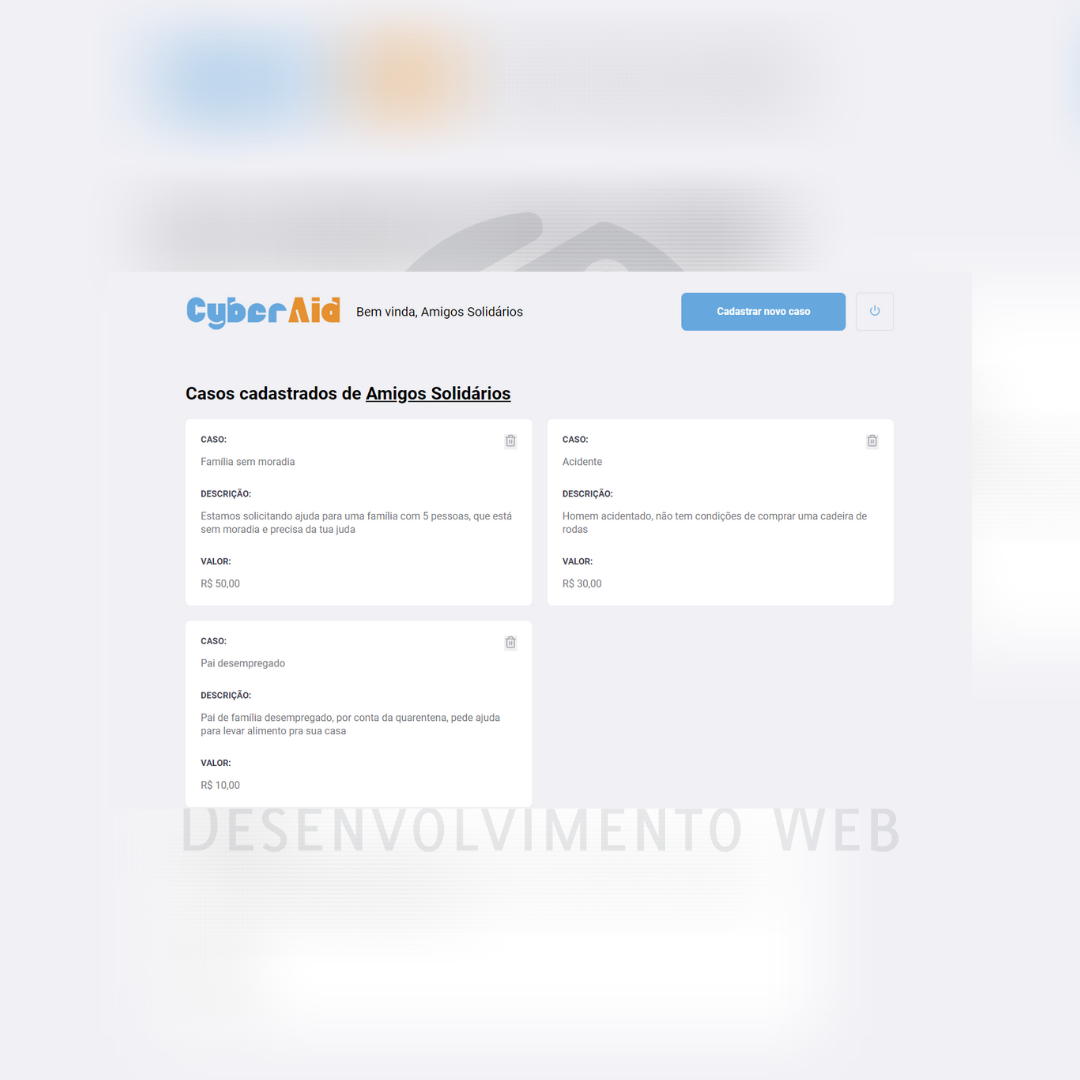 CyberAid Bem vinda, Amigos Solidários Cadastrar novo caso
Casos cadastrados de Amigos Solidários
CASO:
Família sem moradia
DESCRIÇÃO:
Estamos solicitando ajuda para uma família com 5 pessoas, que está
sem moradia e precisa da tua juda
VALOR:
R$ 50,00
CASO:
Acidente
DESCRIÇÃO:
Homem acidentado, não tem condições de comprar uma cadeira de
rodas
VALOR:
R$ 30,00
CASO:
Pai desempregado
DESCRIÇÃO:
Pai de família desempregado, por conta da quarentena, pede ajuda
para levar alimento pra sua casa
VALOR:
R$ 10,00
DESENVOLVIMENTO WEB